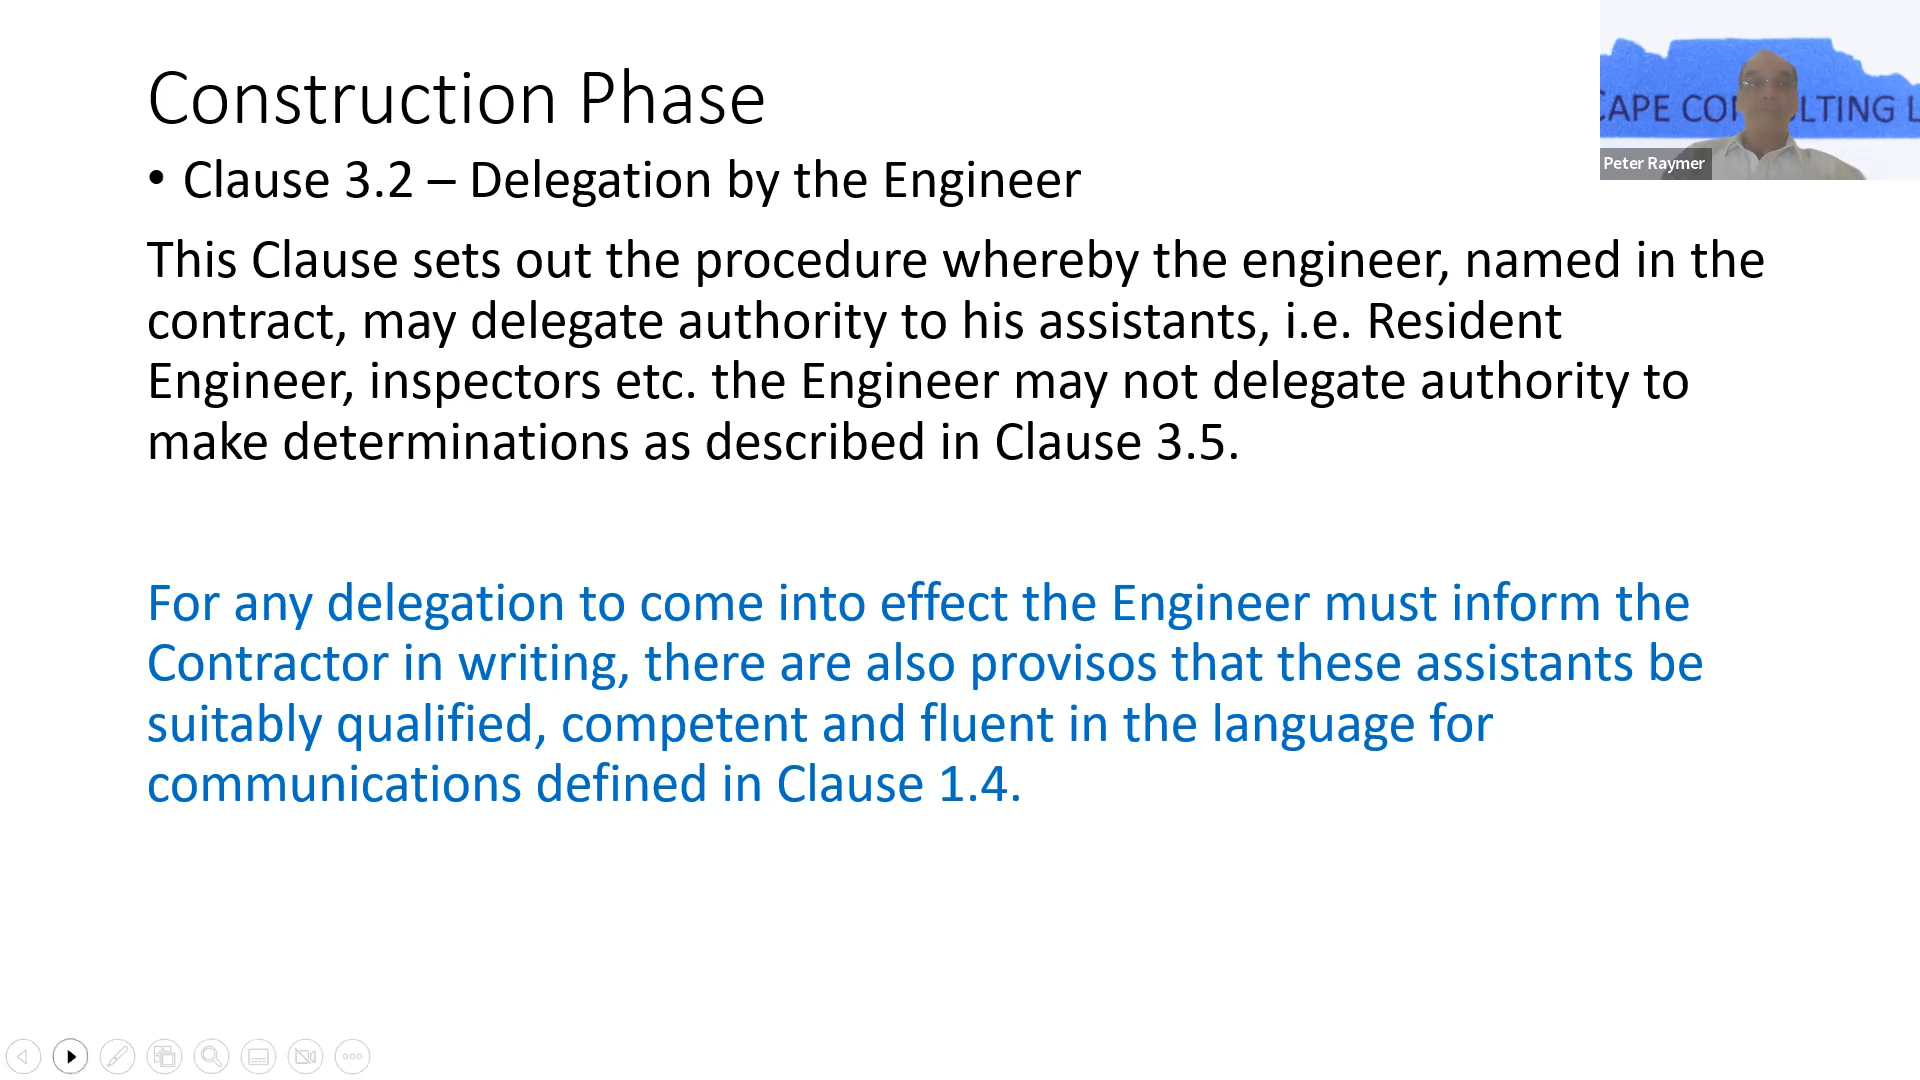 Construction Phase
• Clause 3.2 – Delegation by the Engineer
This Clause sets out the procedure whereby the engineer, named in the
contract, may delegate authority to his assistants, i.e. Resident
Engineer, inspectors etc. the Engineer may not delegate authority to
make determinations as described in Clause 3.5.
For any delegation to come into effect the Engineer must inform the
Contractor in writing, there are also provisos that these assistants be
suitably qualified, competent and fluent in the language for
communications defined in Clause 1.4.
Peter Raymer